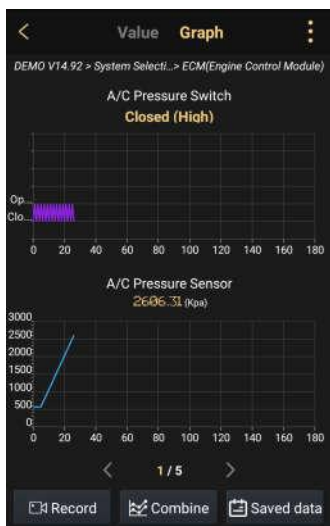 Value Graph
DEMO V14.92 > System Selecti...> ECM(Engine Control Module)
A/C Pressure Switch
Closed (High)
Op...
Clo...
0 20 40 60 80 100 120 140 160 180
A/C Pressure Sensor
2606.31 (Kpa)
3000
2500
2000
1500
1000
500
0
0 20 40 60 80 100 120 140 160 180
1 / 5
Record Combine Saved data